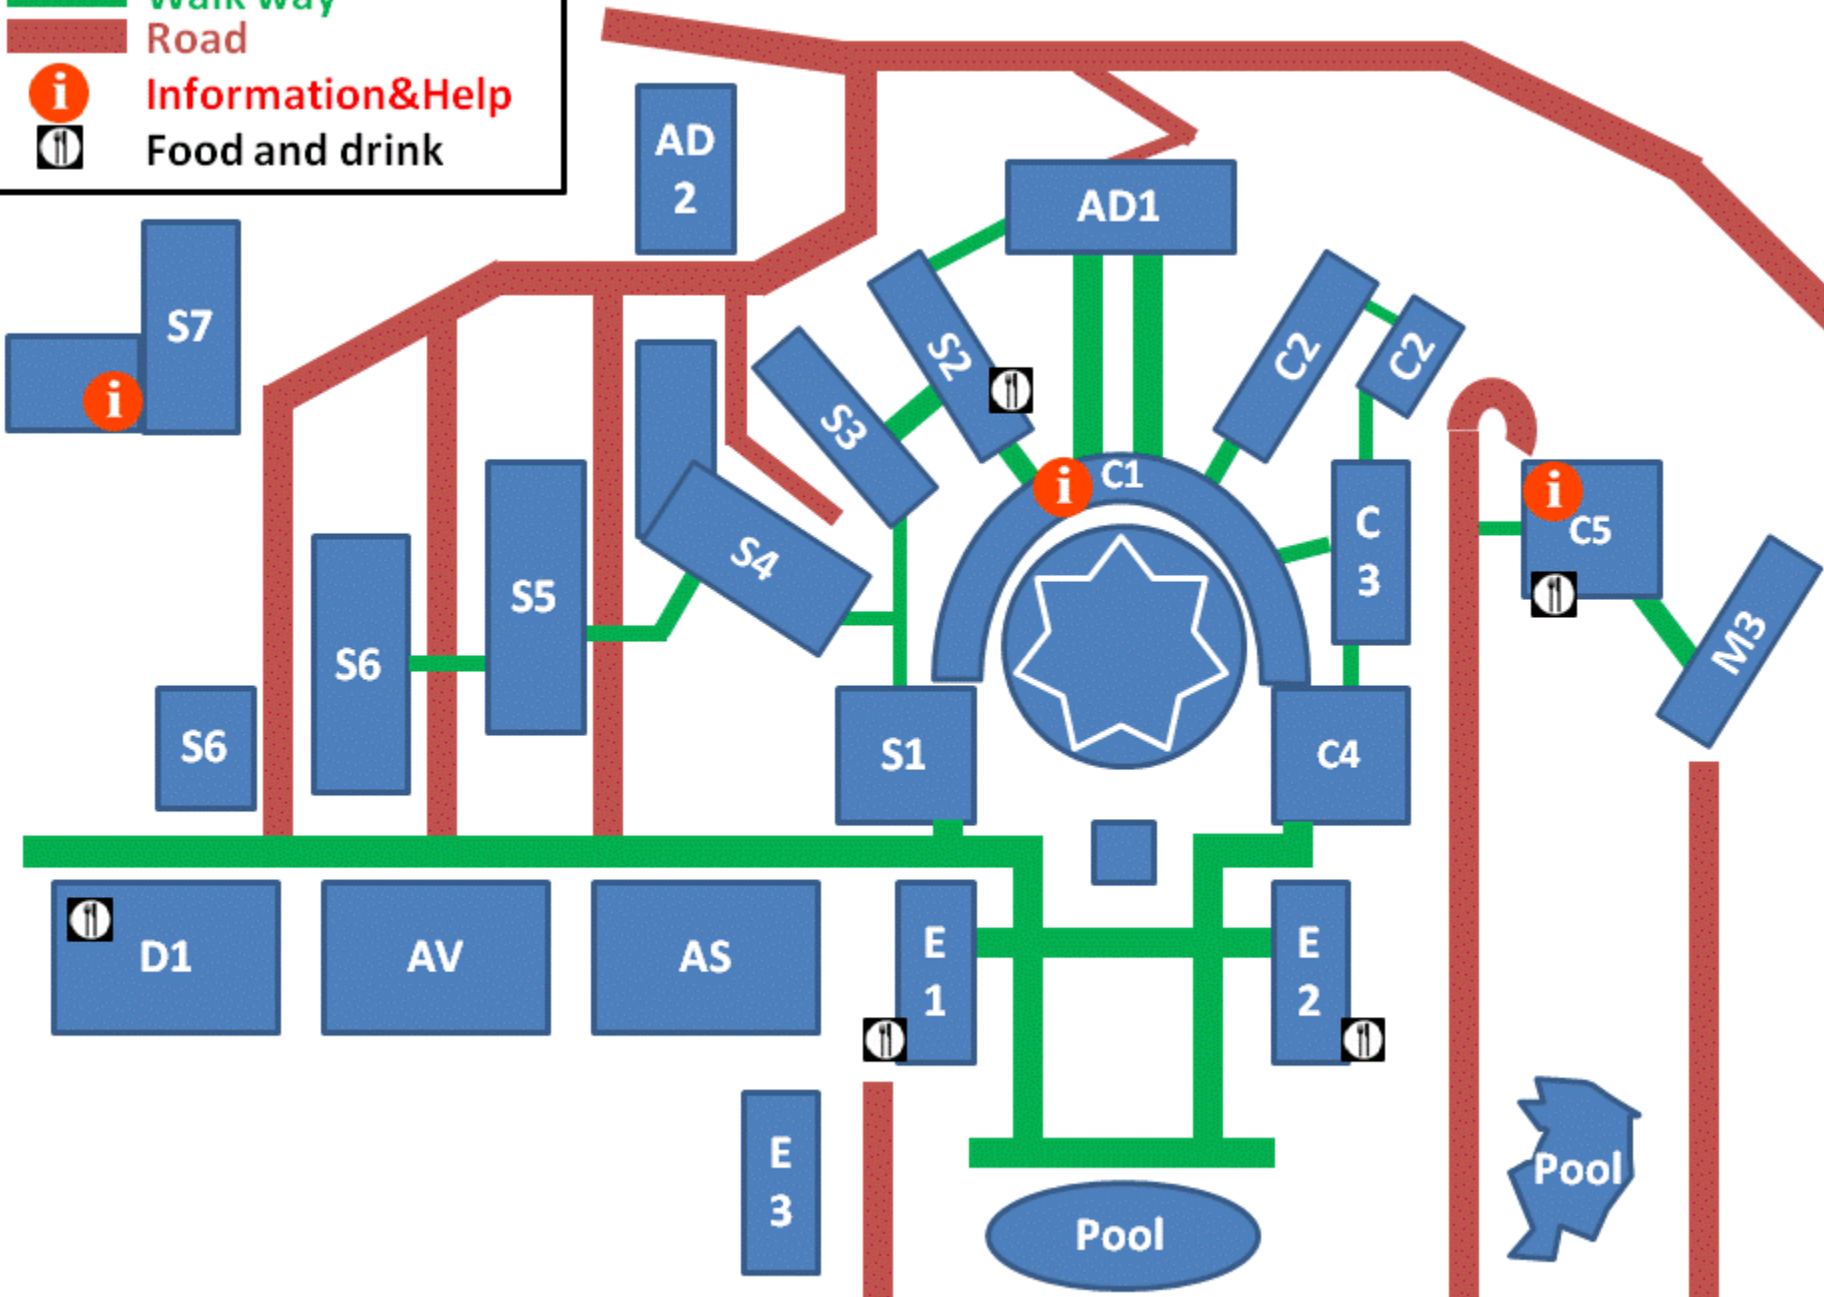 Walk way
Road
i
Information&Help
Food and drink
AD
2
AD1
S7
i
S2
C2
C2
S3
C1
i
i
C5
C
3
S4
S5
S6
M3
S6
S1
C4
D1
AV
AS
E
1
E
2
E
3
Pool
Pool